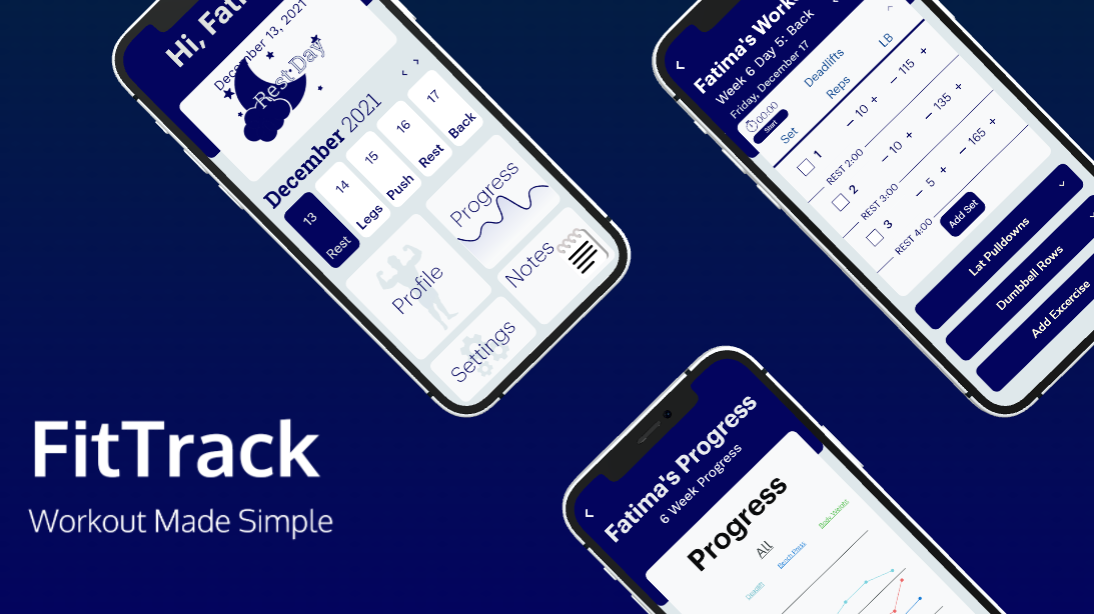 Hi, Fati
December 13, 2021
Rest Day
December 2021
13
Rest
14
Legs
15
Push
16
Rest
17
Back
Profile
Progress
Settings
Notes
Fatima's Work
Week 6 Day 5: Back
Friday, December 17
00:00
Start
Deadlifts
Set Reps LB
1 - 10 + - 115 +
REST 2:00
2 - 10 + - 135 +
REST 3:00
3 - 5 + - 165 +
REST 4:00
Add Set
Lat Pulldowns
Dumbbell Rows
Add Excercise
Fatima's Progress
6 Week Progress
Progress
All
Deadlift Bench Press Body Weight
FitTrack
Workout Made Simple